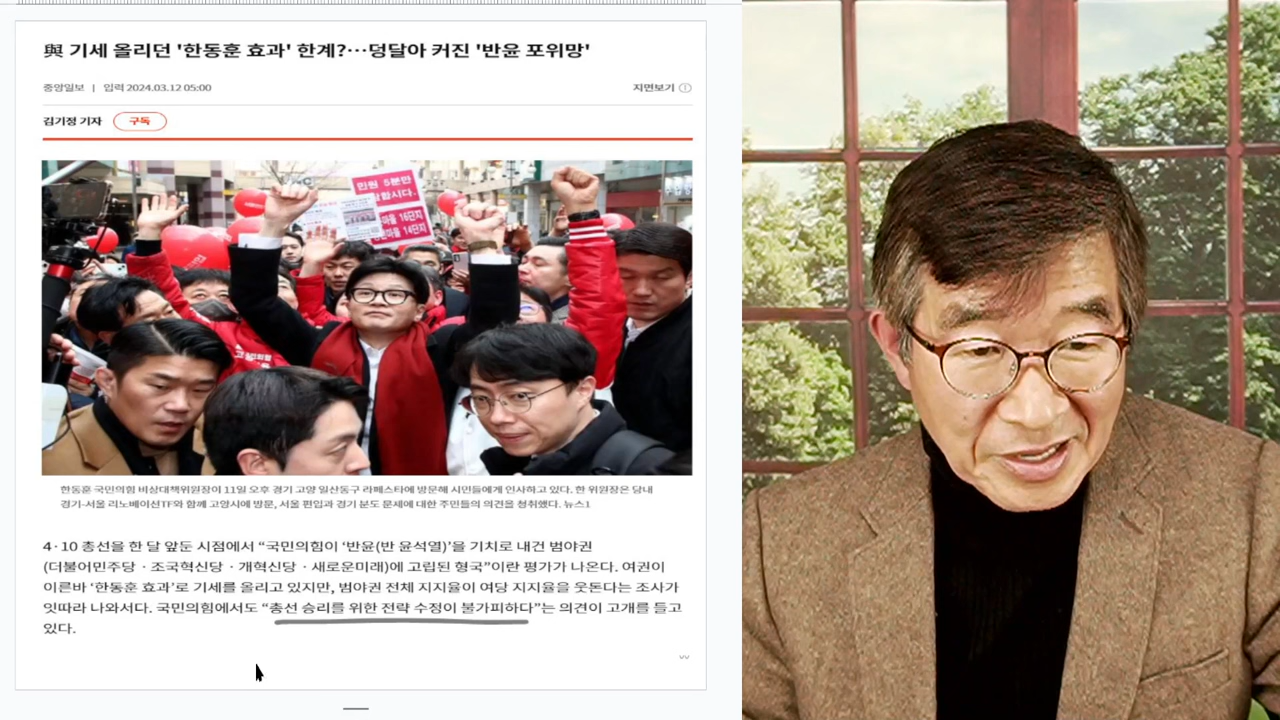 與 기세 올리던 '한동훈 효과' 한계?…덩달아 커진 '반윤 포위망'
중앙일보 | 입력 2024.03.12 05:00
지면보기
김기정 기자
구독
민원 5분만
합시다.
한동훈 국민의힘 비상대책위원장이 11일 오후 경기 고양 일산동구 라페스타에 방문해 시민들에게 인사하고 있다. 한 위원장은 당내
경기-서울 리노베이션TF와 함께 고양시에 방문, 서울 편입과 경기 분도 문제에 대한 주민들의 의견을 청취했다. 뉴스1
4·10 총선을 한 달 앞둔 시점에서 “국민의힘이 ‘반윤(반 윤석열)’을 기치로 내건 범야권
(더불어민주당ㆍ조국혁신당ㆍ개혁신당ㆍ새로운미래)에 고립된 형국”이란 평가가 나온다. 여권이
이른바 ‘한동훈 효과’로 기세를 올리고 있지만, 범야권 전체 지지율이 여당 지지율을 웃돈다는 조사가
잇따라 나와서다. 국민의힘에서도 “총선 승리를 위한 전략 수정이 불가피하다”는 의견이 고개를 들고
있다.